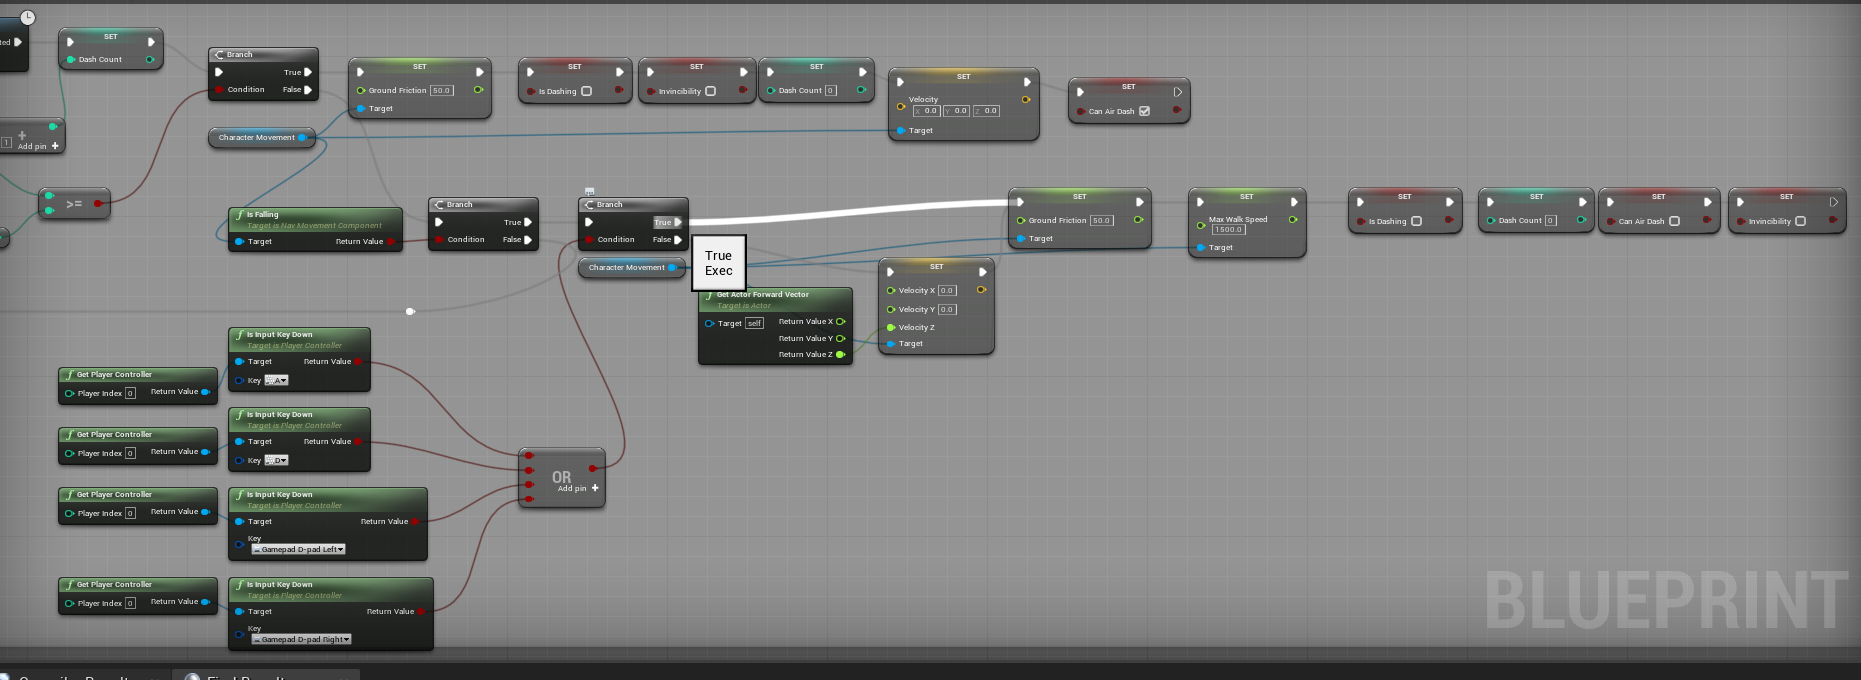 SET
Dash Count
Branch
True
Condition
False
SET
Ground Friction 50.0
Target
SET
Is Dashing
SET
Invincibility
SET
Dash Count 0
SET
Velocity
X 0.0 Y 0.0 Z 0.0
Target
SET
Can Air Dash
1
Add pin +
Character Movement
>=
Is Falling
Target is Nav Movement Component
Target
Return Value
Branch
True
Condition
False
Branch
True
Condition
False
Character Movement
True
Exec
SET
Ground Friction 50.0
Target
SET
Max Walk Speed
1500.0
Target
SET
Is Dashing
SET
Dash Count 0
SET
Can Air Dash
SET
Invincibility
Get Actor Forward Vector
Target is Actor
Target self
Return Value X
Return Value Y
Return Value Z
SET
Velocity X 0.0
Velocity Y 0.0
Velocity Z
Target
Get Player Controller
Player Index 0
Return Value
Is Input Key Down
Target is Player Controller
Target
Return Value
Key A
Get Player Controller
Player Index 0
Return Value
Is Input Key Down
Target is Player Controller
Target
Return Value
Key D
Get Player Controller
Player Index 0
Return Value
Is Input Key Down
Target is Player Controller
Target
Return Value
Key
Gamepad D-pad Left
Get Player Controller
Player Index 0
Return Value
Is Input Key Down
Target is Player Controller
Target
Return Value
Key
Gamepad D-pad Right
OR
Add pin +
BLUEPRINT